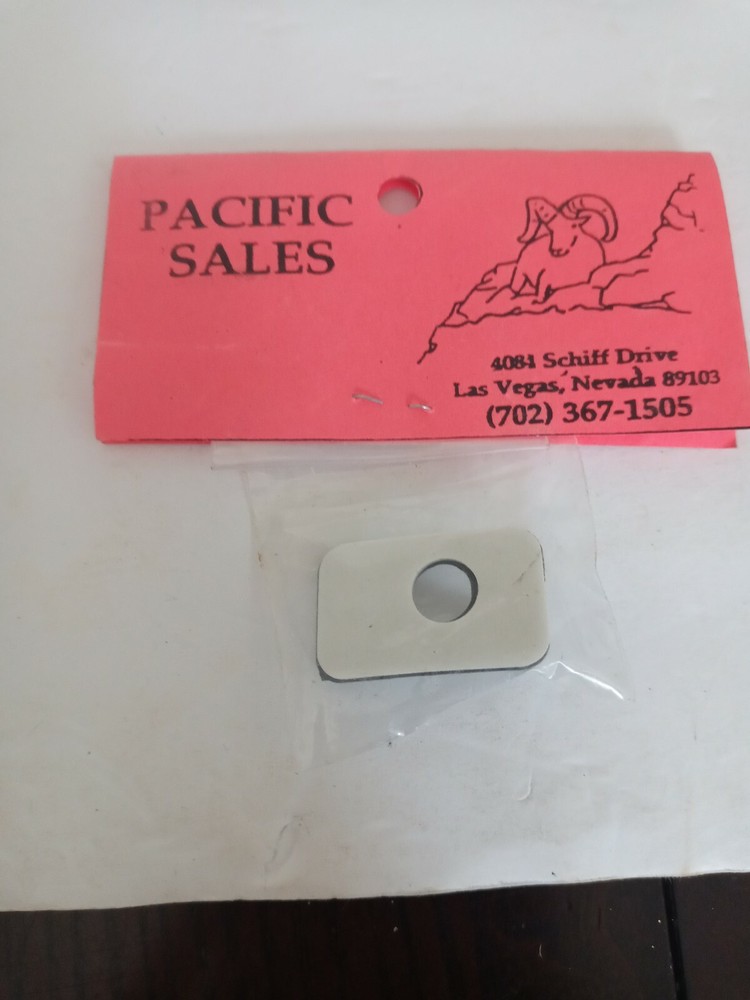 PACIFIC
SALES
4081 Schiff Drive
Las Vegas, Nevada 89103
(702) 367-1505